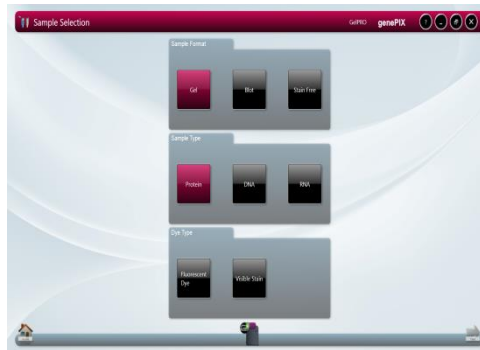 Sample Selection
GelPRO genePIX
Sample Format
Gel Blot Stain Free
Sample Type
Protein DNA RNA
Dye Type
Fluorescent
Dye
Visible Stain